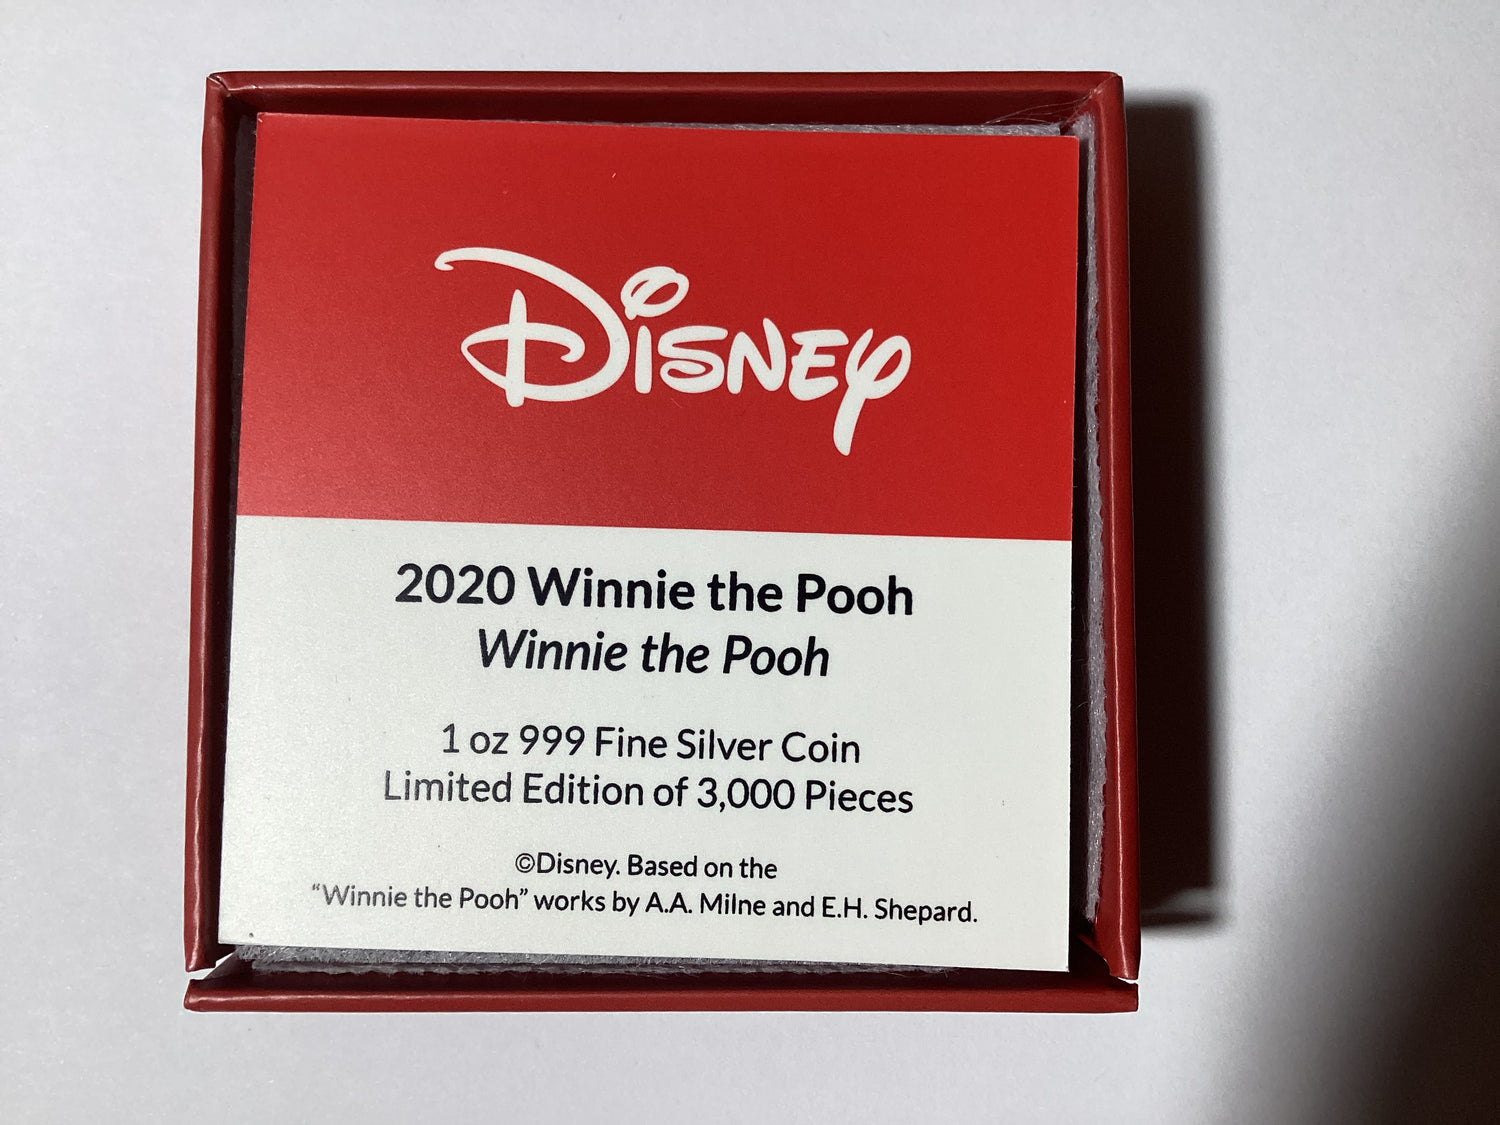 Disney
2020 Winnie the Pooh
Winnie the Pooh
1 oz 999 Fine Silver Coin
Limited Edition of 3,000 Pieces
©Disney. Based on the
“Winnie the Pooh” works by A.A. Milne and E.H. Shepard.